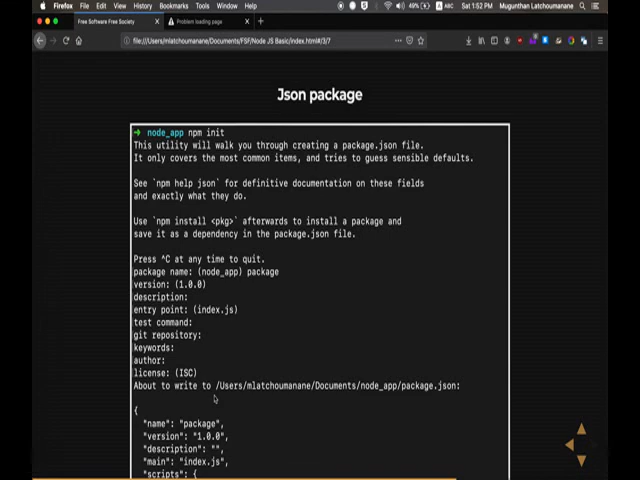 Firefox File Edit View History Bookmarks Tools Window Help 49% ABC Sat 1:52 PM Mugunthan Latchoumanane
Free Software Free Society Problem loading page
file:///Users/mlatchoumanane/Documents/FSF/Node JS Basic/index.html#/3/7
Json package
node_app npm init
This utility will walk you through creating a package.json file.
It only covers the most common items, and tries to guess sensible defaults.
See `npm help json` for definitive documentation on these fields
and exactly what they do.
Use `npm install <pkg>` afterwards to install a package and
save it as a dependency in the package.json file.
Press ^C at any time to quit.
package name: (node_app) package
version: (1.0.0)
description:
entry point: (index.js)
test command:
git repository:
keywords:
author:
license: (ISC)
About to write to /Users/mlatchoumanane/Documents/node_app/package.json:
{
"name": "package",
"version": "1.0.0",
"description": "",
"main": "index.js",
"scripts": {